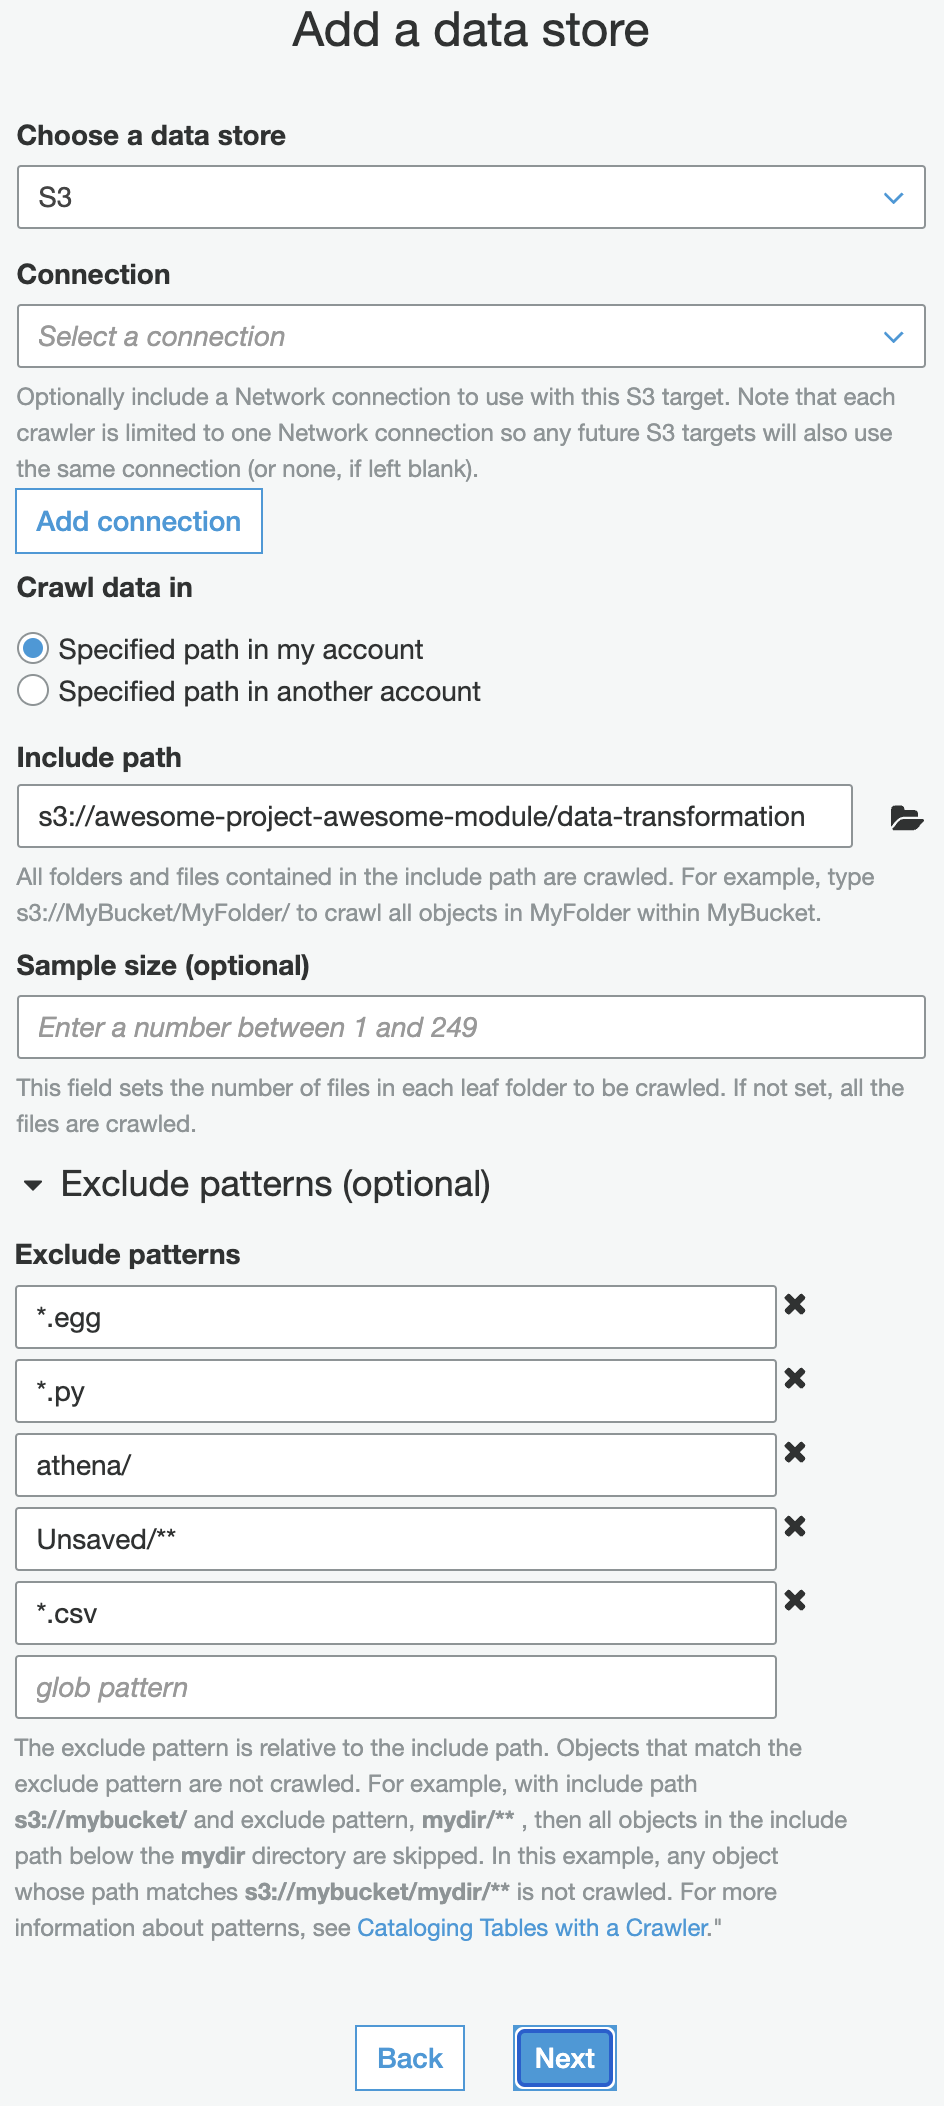 Add a data store
Choose a data store
S3
Connection
Select a connection
Optionally include a Network connection to use with this S3 target. Note that each
crawler is limited to one Network connection so any future S3 targets will also use
the same connection (or none, if left blank).
Add connection
Crawl data in
Specified path in my account
Specified path in another account
Include path
s3://awesome-project-awesome-module/data-transformation
All folders and files contained in the include path are crawled. For example, type
s3://MyBucket/MyFolder/ to crawl all objects in MyFolder within MyBucket.
Sample size (optional)
Enter a number between 1 and 249
This field sets the number of files in each leaf folder to be crawled. If not set, all the
files are crawled.
Exclude patterns (optional)
Exclude patterns
*.egg
*.py
athena/
Unsaved/**
*.csv
glob pattern
The exclude pattern is relative to the include path. Objects that match the
exclude pattern are not crawled. For example, with include path
s3://mybucket/ and exclude pattern, mydir/** , then all objects in the include
path below the mydir directory are skipped. In this example, any object
whose path matches s3://mybucket/mydir/** is not crawled. For more
information about patterns, see Cataloging Tables with a Crawler."
Back
Next